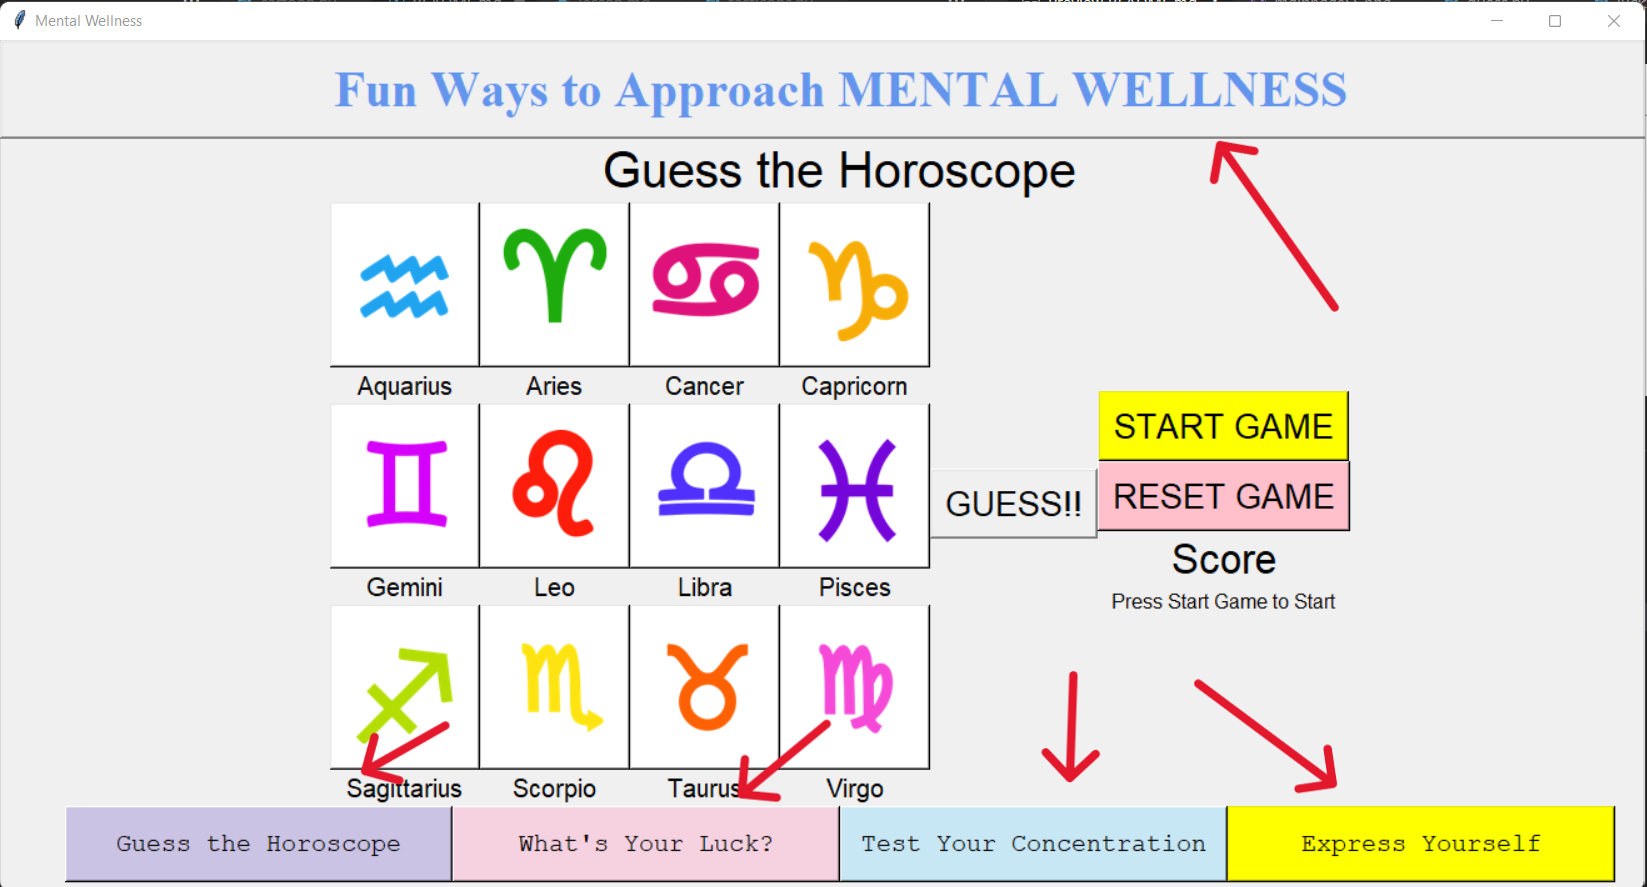 Mental Wellness
Fun Ways to Approach MENTAL WELLNESS
Guess the Horoscope
Aquarius Aries Cancer Capricorn
START GAME
Gemini Leo Libra Pisces
GUESS!!
RESET GAME
Score
Press Start Game to Start
Sagittarius Scorpio Taurus Virgo
Guess the Horoscope What's Your Luck? Test Your Concentration Express Yourself